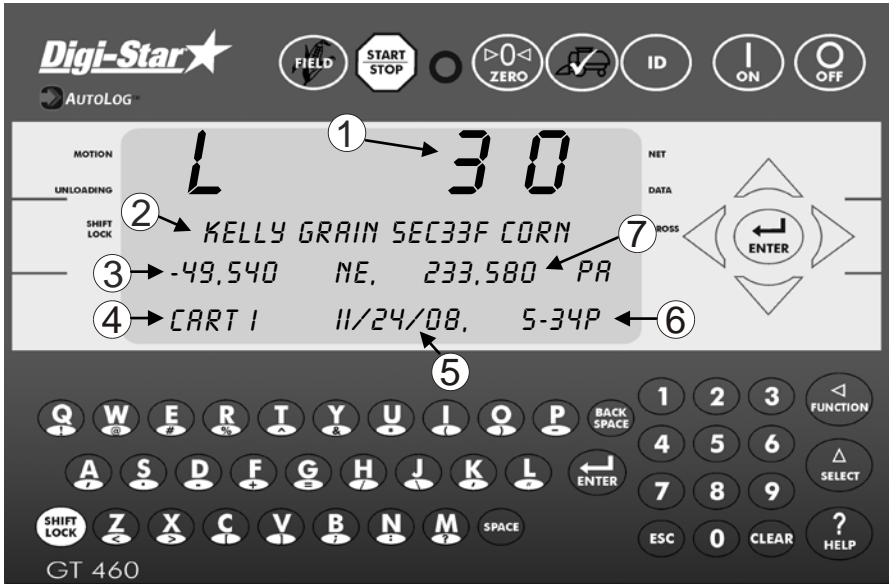 Digi-Star
AUTOLOG
FIELD START STOP ▷0◁ ZERO ID ON OFF
MOTION
UNLOADING
SHIFT LOCK
NET
DATA
ROSS
1
L 30
2
KELLY GRAIN SEC33F CORN
7
3
-49,540 NE, 233,580 PA
4
CART 1 11/24/08, 5-34P
6
5
ENTER
Q W E R T Y U I O P BACK SPACE
! @ # % ^ & * ( ) -
A S D F G H J K L ENTER
SHIFT LOCK Z X C V B N M SPACE
< > ; : ?
1 2 3 ◁ FUNCTION
4 5 6 △ SELECT
7 8 9
ESC 0 CLEAR ? HELP
GT 460